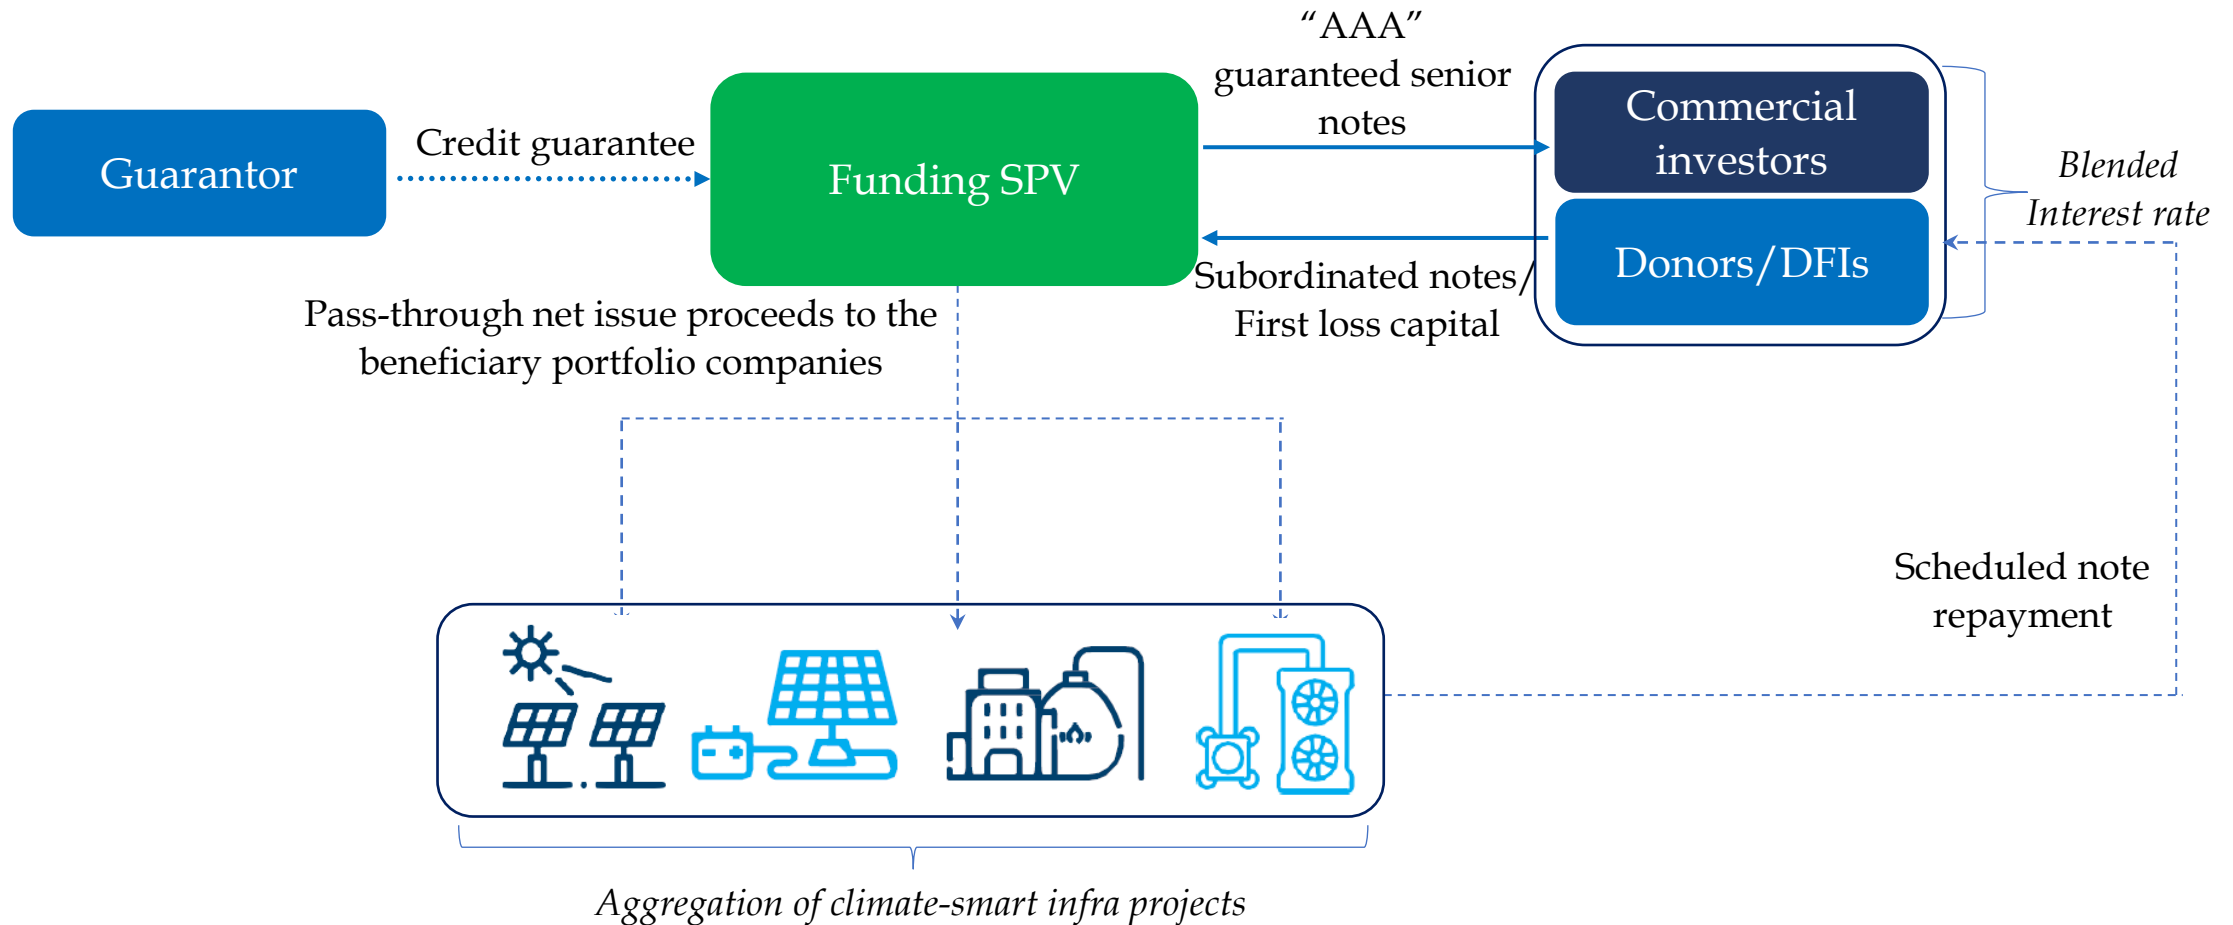 “AAA”
guaranteed senior
notes
Guarantor
Credit guarantee
Funding SPV
Commercial
investors
Donors/DFIs
Blended
Interest rate
Subordinated notes/
First loss capital
Pass-through net issue proceeds to the
beneficiary portfolio companies
Scheduled note
repayment
Aggregation of climate-smart infra projects